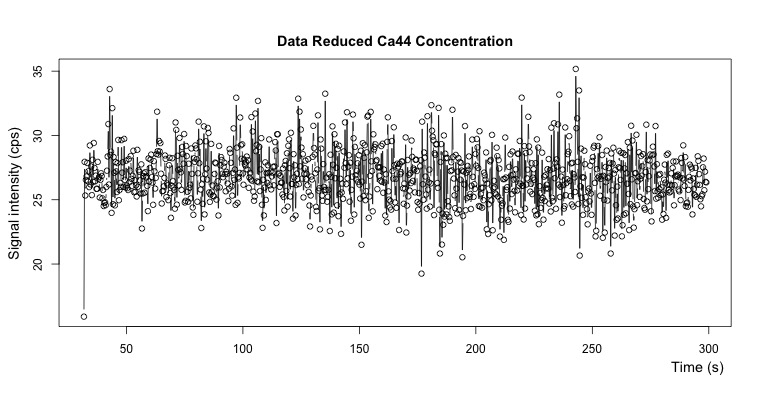 Data Reduced Ca44 Concentration
Signal intensity (cps)
35
30
25
20
50 100 150 200 250 300
Time (s)